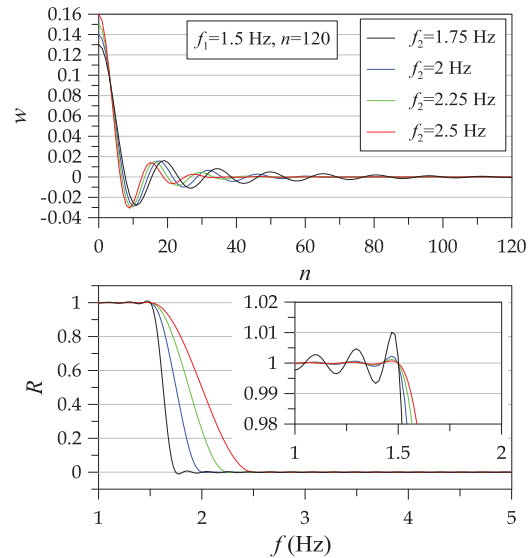 0.16
0.14
0.12
0.10
0.08
0.06
0.04
0.02
0
-0.02
-0.04
w
f₁=1.5 Hz, n=120
f₂=1.75 Hz
f₂=2 Hz
f₂=2.25 Hz
f₂=2.5 Hz
0 20 40 60 80 100 120
n
1
0.8
0.6
0.4
0.2
0
R
1.02
1.01
1
0.99
0.98
1 1.5 2
1 2 3 4 5
f (Hz)